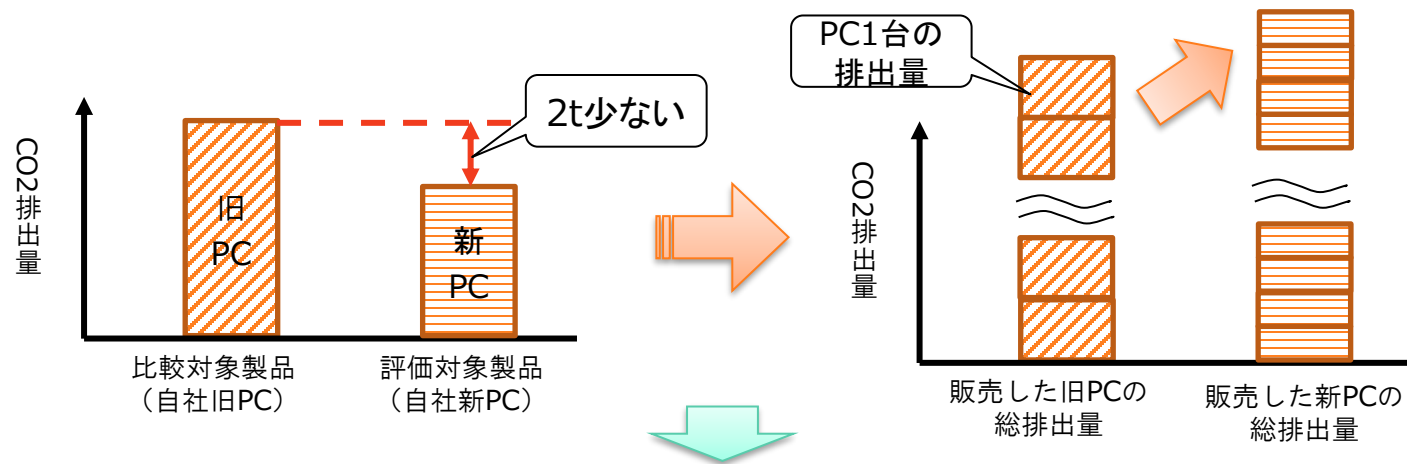 CO2排出量
2t少ない
旧
PC
新
PC
比較対象製品
（自社旧PC）
評価対象製品
（自社新PC）
PC1台の
排出量
CO2排出量
販売した旧PCの
総排出量
販売した新PCの
総排出量